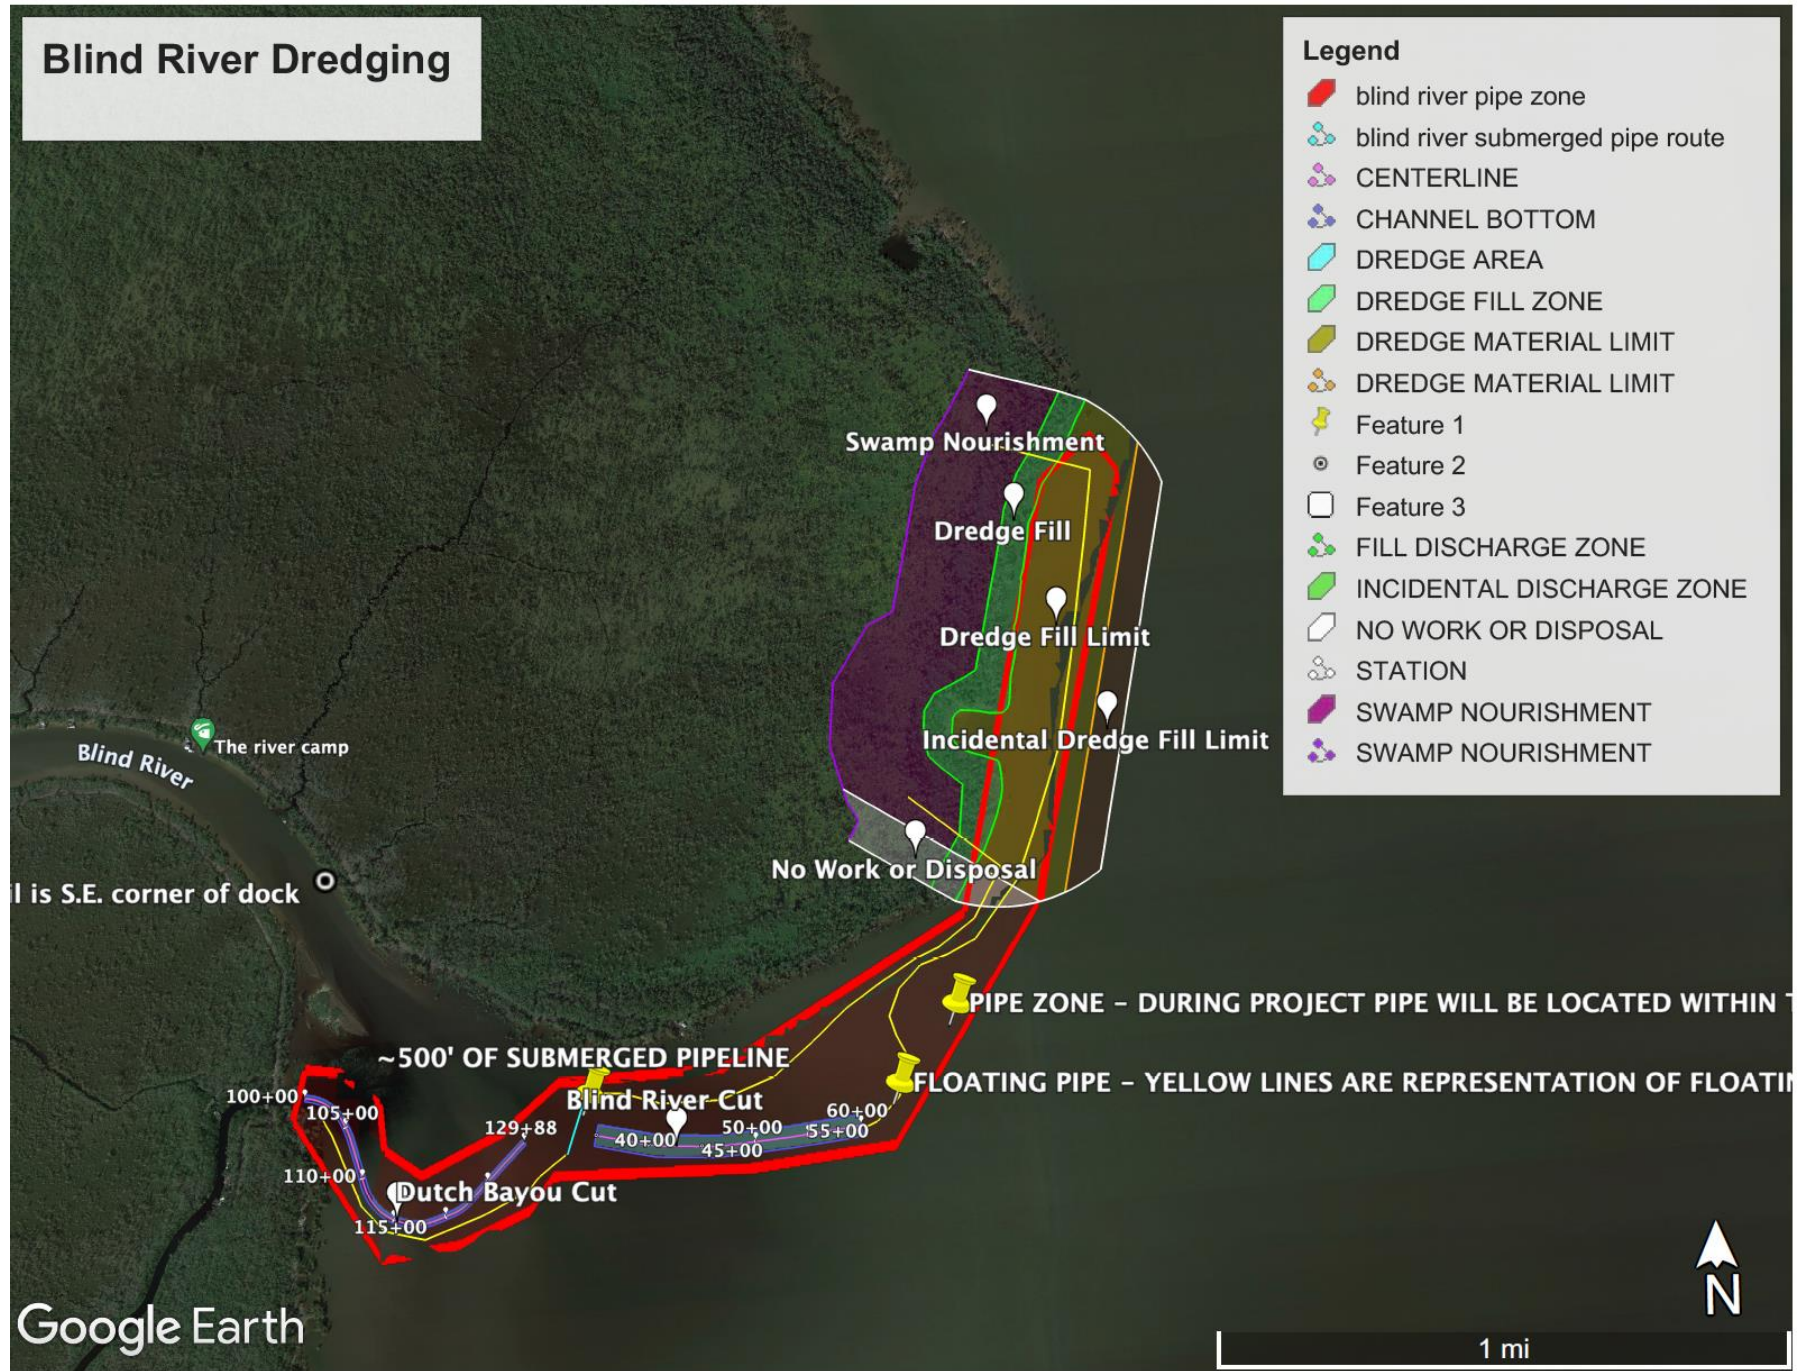 Blind River Dredging
Legend
blind river pipe zone
blind river submerged pipe route
CENTERLINE
CHANNEL BOTTOM
DREDGE AREA
DREDGE FILL ZONE
DREDGE MATERIAL LIMIT
DREDGE MATERIAL LIMIT
Feature 1
Feature 2
Feature 3
FILL DISCHARGE ZONE
INCIDENTAL DISCHARGE ZONE
NO WORK OR DISPOSAL
STATION
SWAMP NOURISHMENT
SWAMP NOURISHMENT
Swamp Nourishment
Dredge Fill
Dredge Fill Limit
Incidental Dredge Fill Limit
The river camp
Blind River
No Work or Disposal
is S.E. corner of dock
PIPE ZONE – DURING PROJECT PIPE WILL BE LOCATED WITHIN
~500' OF SUBMERGED PIPELINE
FLOATING PIPE – YELLOW LINES ARE REPRESENTATION OF
Blind River Cut
100+00
105+00
60+00
129+88
50+00
55+00
40+00
45+00
110+00
Dutch Bayou Cut
115+00
N
Google Earth
1 mi